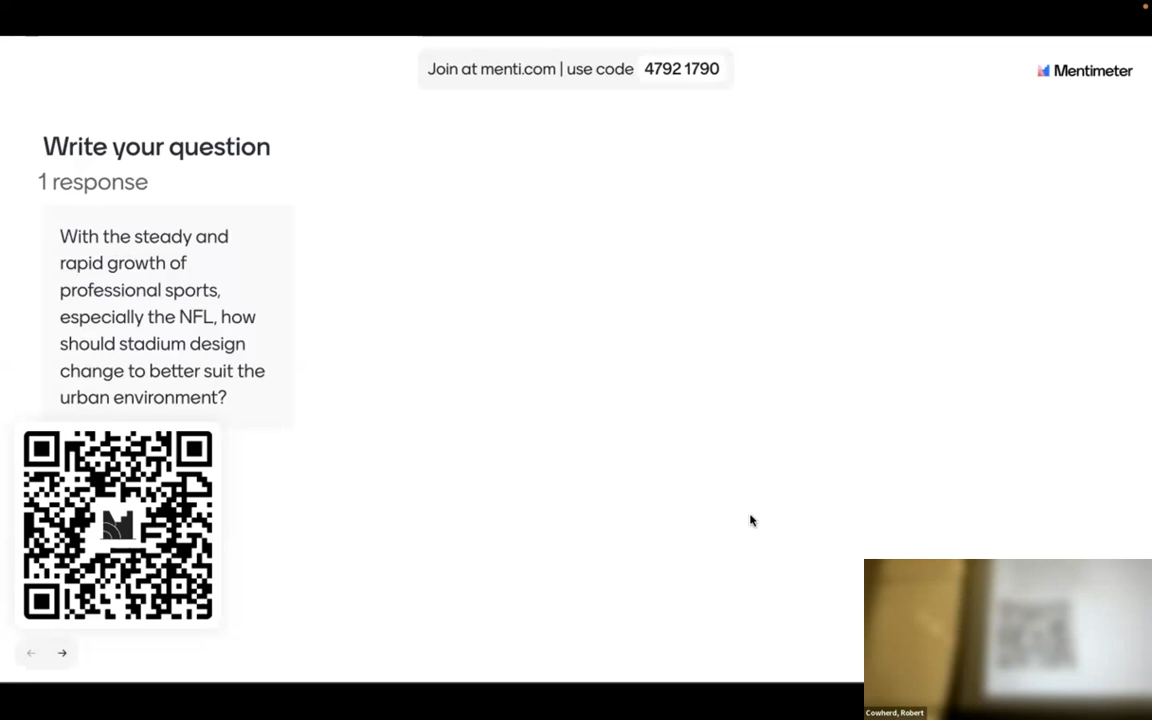 Join at menti.com | use code 4792 1790
Mentimeter
Write your question
1 response
With the steady and
rapid growth of
professional sports,
especially the NFL, how
should stadium design
change to better suit the
urban environment?
Cowherd, Robert